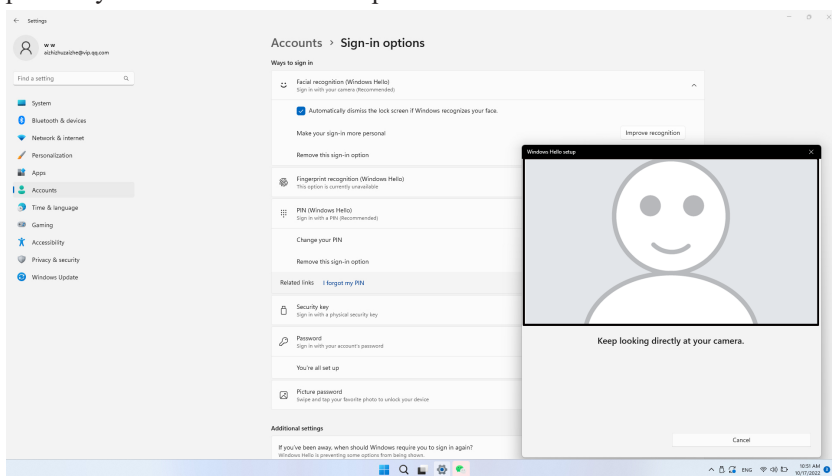 Settings
w w
aizhizhuzaizhe@vip.qq.com
Find a setting
System
Bluetooth & devices
Network & internet
Personalization
Apps
Accounts
Time & language
Gaming
Accessibility
Privacy & security
Windows Update
Accounts > Sign-in options
Ways to sign in
Facial recognition (Windows Hello)
Sign in with your camera (Recommended)
Automatically dismiss the lock screen if Windows recognizes your face.
Make your sign-in more personal
Improve recognition
Remove this sign-in option
Fingerprint recognition (Windows Hello)
This option is currently unavailable
PIN (Windows Hello)
Sign in with a PIN (Recommended)
Change your PIN
Remove this sign-in option
Related links I forgot my PIN
Security key
Sign in with a physical security key
Password
Sign in with your account's password
You're all set up
Picture password
Swipe and tap your favorite photo to unlock your device
Additional settings
If you've been away, when should Windows require you to sign in again?
Windows Hello is preventing some options from being shown.
Windows Hello setup
Keep looking directly at your camera.
Cancel
ENG
10:51 AM
10/17/2022